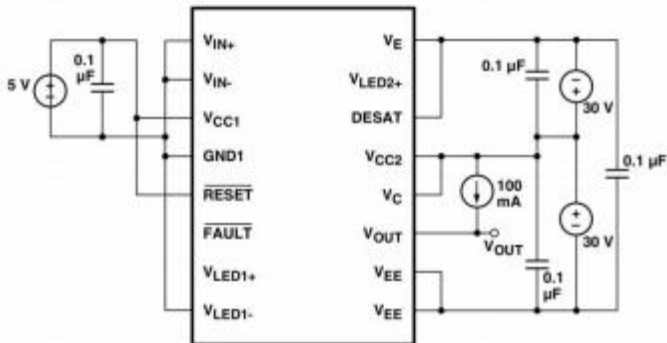 5 V
0.1
µF
VIN+
VIN-
VCC1
GND1
RESET
FAULT
VLED1+
VLED1-
VE
VLED2+
DESAT
VCC2
VC
VOUT
VEE
VEE
0.1 µF
30 V
100
mA
VOUT
0.1 µF
30 V
0.1
µF